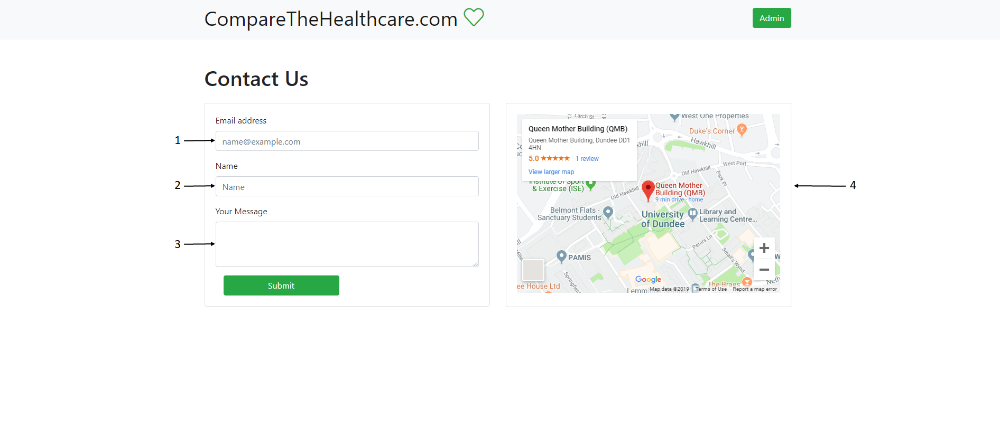 CompareTheHealthcare.com
Admin
Contact Us
Email address
1
name@example.com
Name
2
Name
Your Message
3
Submit
4
Larch St
West One Properties
Duke's Corner
Queen Mother Building (QMB)
Queen Mother Building, Dundee DD1
4HN
5.0 ★★★★★ 1 review
View larger map
Hawkhill
Old Hawkhill
West Port
Park Pl
Institute of Sport
& Exercise (ISE)
Old Hawkhill
Queen Mother
Building (QMB)
9 min drive - home
Belmont Flats -
Sanctuary Students
University
of Dundee
Library and
Learning Centre...
Peters Ln
Small's Wynd
PAMIS
Springfield
Google
The Braes
Map data ©2019 Terms of Use Report a map error